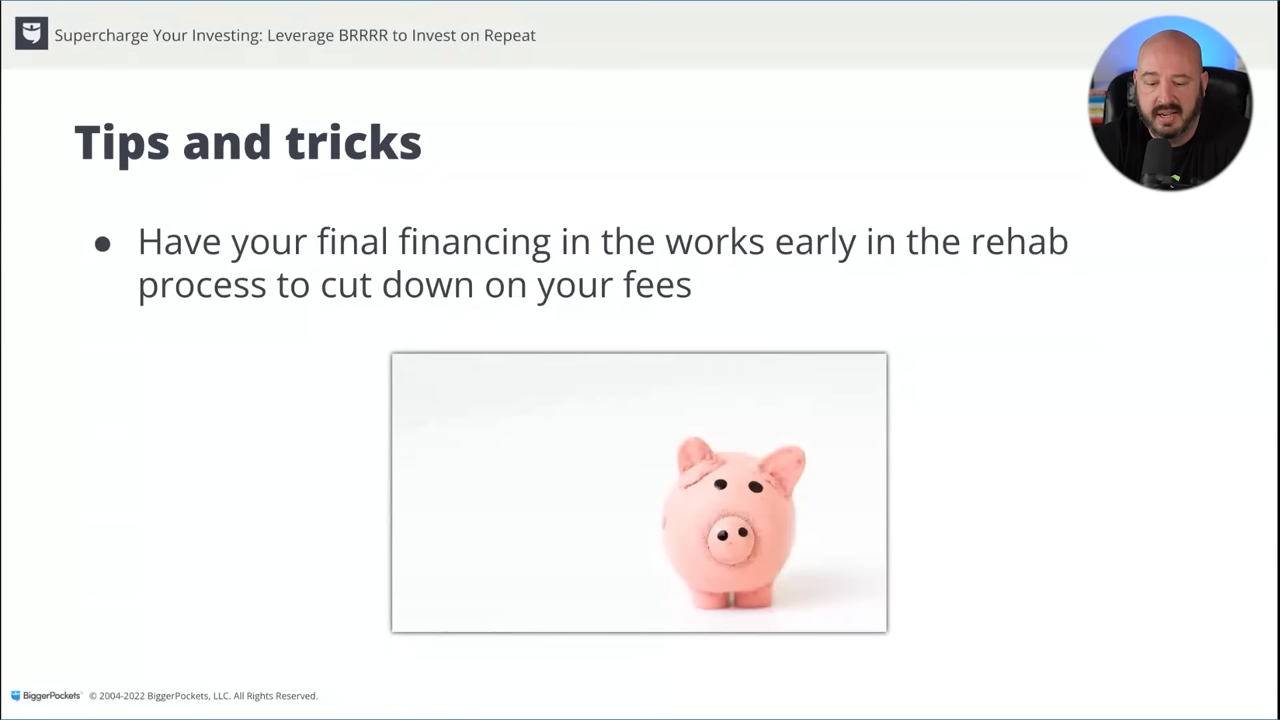 Supercharge Your Investing: Leverage BRRRR to Invest on Repeat
Tips and tricks
● Have your final financing in the works early in the rehab
process to cut down on your fees
BiggerPockets © 2004-2022 BiggerPockets, LLC. All Rights Reserved.